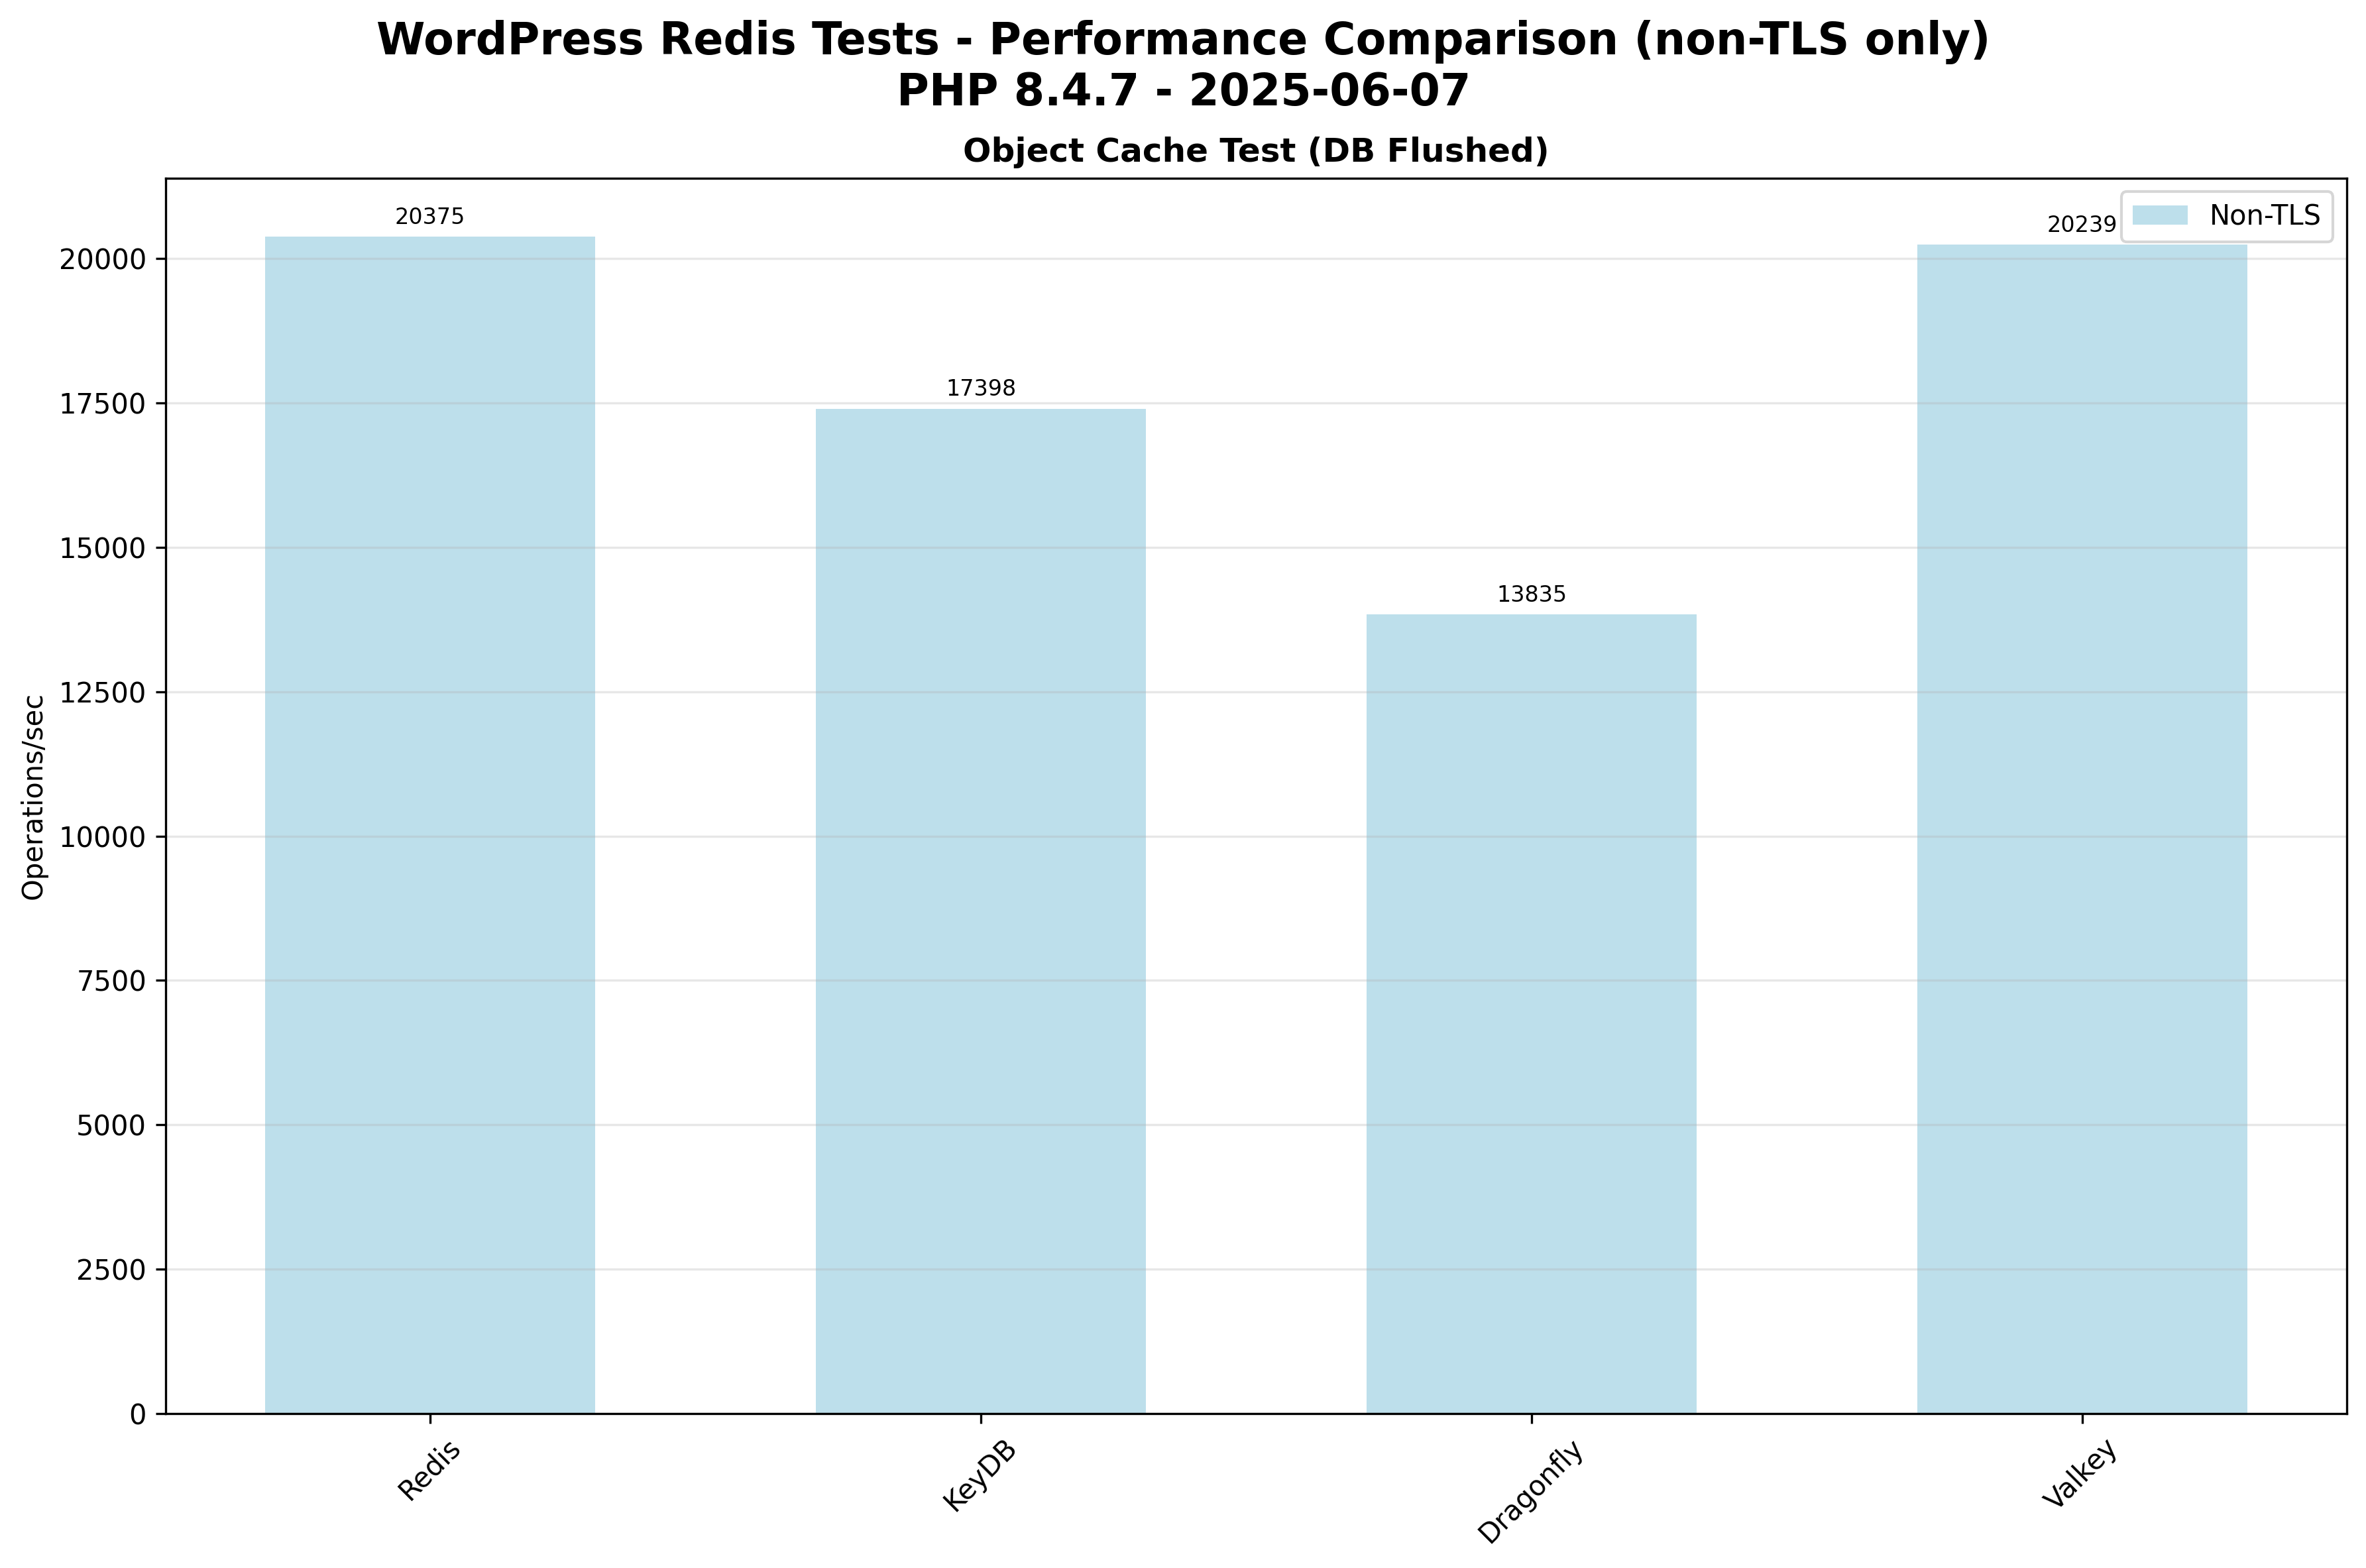 WordPress Redis Tests - Performance Comparison (non-TLS only)
PHP 8.4.7 - 2025-06-07
Object Cache Test (DB Flushed)
Non-TLS
20375
17398
13835
20239
Operations/sec
20000
17500
15000
12500
10000
7500
5000
2500
0
Redis
KeyDB
Dragonfly
Valkey